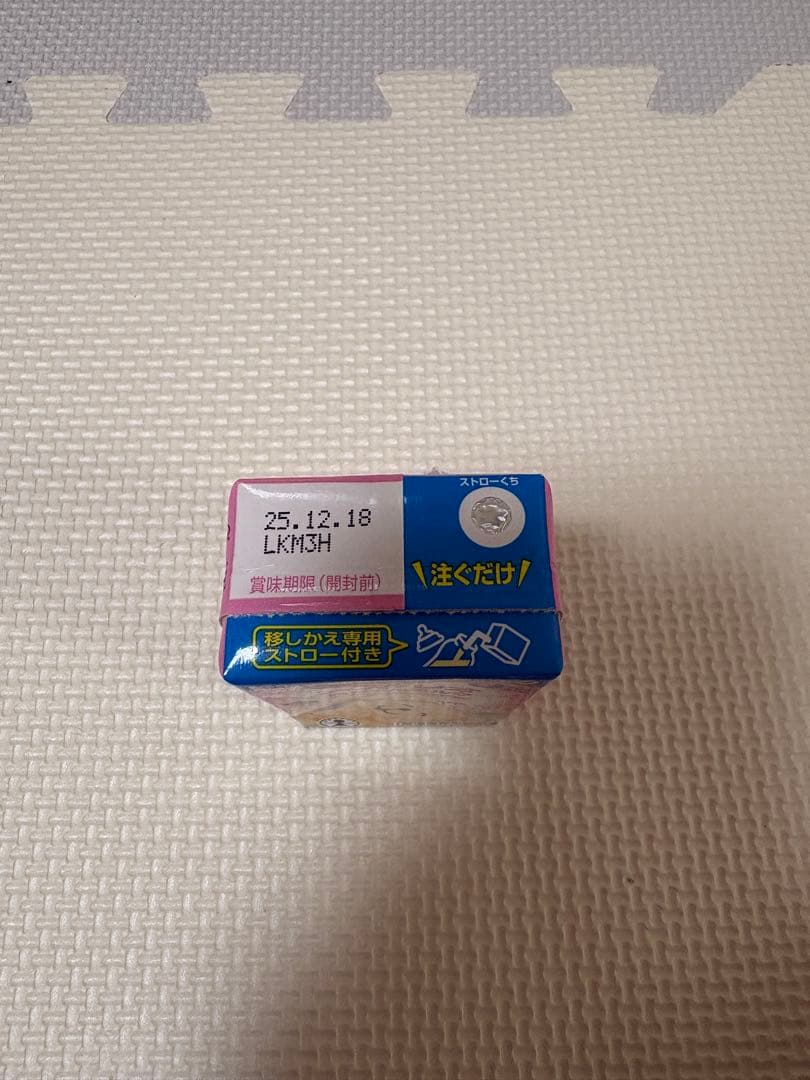 25.12.18
LKM3H
賞味期限(開封前)
ストローくち
注ぐだけ
移しかえ専用
ストロー付き